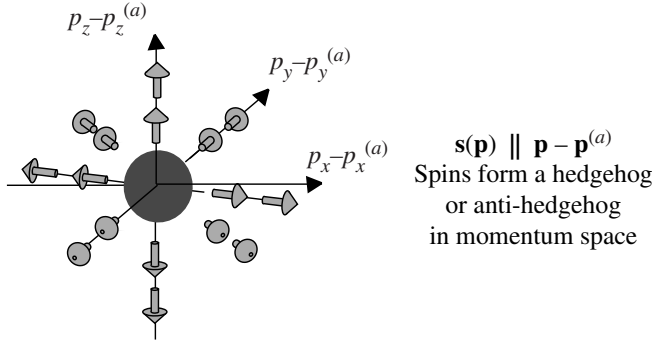 p_z–p_z^(a)
p_y–p_y^(a)
p_x–p_x^(a)
s(p) ∥ p – p^(a)
Spins form a hedgehog
or anti-hedgehog
in momentum space